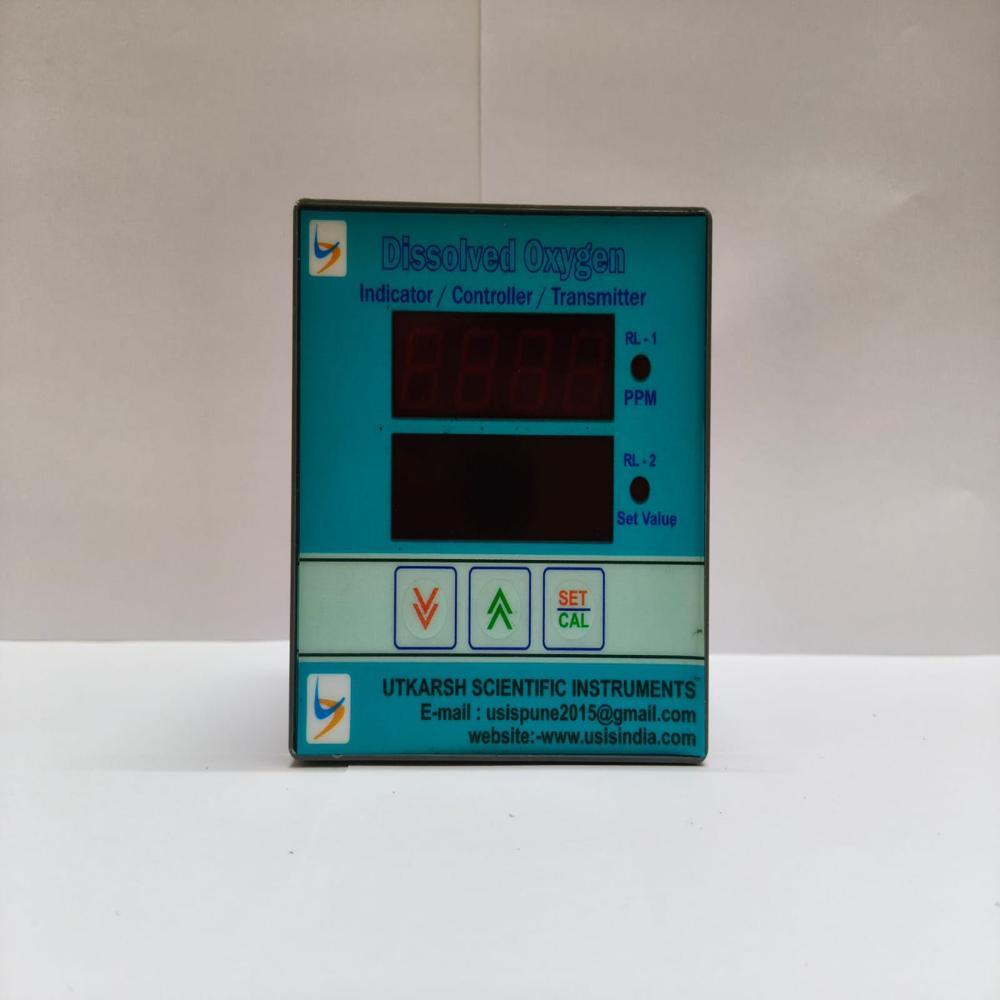 Dissolved Oxygen
Indicator / Controller / Transmitter
RL - 1
PPM
RL - 2
Set Value
SET
CAL
UTKARSH SCIENTIFIC INSTRUMENTS
E-mail : usispune2015@gmail.com
website:-www.usisindia.com